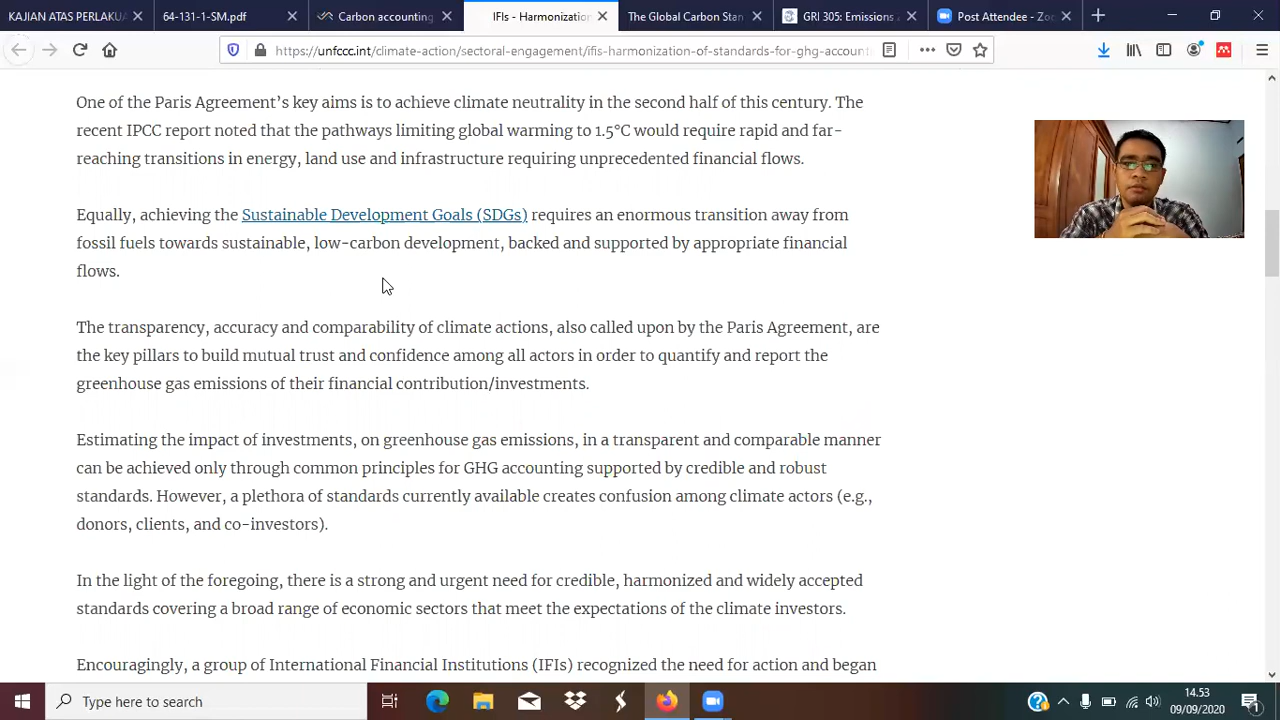 KAJIAN ATAS PERLAKUA
64-131-1-SM.pdf
Carbon accounting
IFIs - Harmonization
The Global Carbon Stan
GRI 305: Emissions
Post Attendee - Zoo
https://unfccc.int/climate-action/sectoral-engagement/ifis-harmonization-of-standards-for-ghg-accoun
One of the Paris Agreement’s key aims is to achieve climate neutrality in the second half of this century. The
recent IPCC report noted that the pathways limiting global warming to 1.5°C would require rapid and far-
reaching transitions in energy, land use and infrastructure requiring unprecedented financial flows.
Equally, achieving the Sustainable Development Goals (SDGs) requires an enormous transition away from
fossil fuels towards sustainable, low-carbon development, backed and supported by appropriate financial
flows.
The transparency, accuracy and comparability of climate actions, also called upon by the Paris Agreement, are
the key pillars to build mutual trust and confidence among all actors in order to quantify and report the
greenhouse gas emissions of their financial contribution/investments.
Estimating the impact of investments, on greenhouse gas emissions, in a transparent and comparable manner
can be achieved only through common principles for GHG accounting supported by credible and robust
standards. However, a plethora of standards currently available creates confusion among climate actors (e.g.,
donors, clients, and co-investors).
In the light of the foregoing, there is a strong and urgent need for credible, harmonized and widely accepted
standards covering a broad range of economic sectors that meet the expectations of the climate investors.
Encouragingly, a group of International Financial Institutions (IFIs) recognized the need for action and began
Type here to search
14.53
09/09/2020